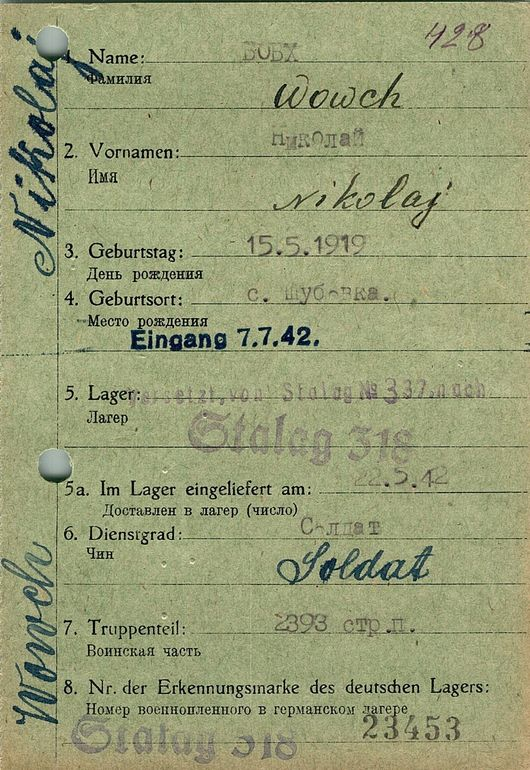 428
1. Name: ВОВХ
Фамилия
Wowch
Николай
2. Vornamen:
Имя
Nikolaj
3. Geburtstag: 15.5.1919
День рождения
4. Geburtsort: с. Шубовка.
Место рождения
Eingang 7.7.42.
5. Lager: Versetzt von Stalag № 337 nach
Лагер
Stalag 318
22.5.42
5a. Im Lager eingeliefert am:
Доставлен в лагер (число)
6. Dienstgrad: Солдат
Чин
Soldat
7. Truppenteil: 2393 стр.п.
Воинская часть
8. Nr. der Erkennungsmarke des deutschen Lagers:
Номер военнопленного в германском лагере
23453
Stalag 318
Nikolaj
Wowch